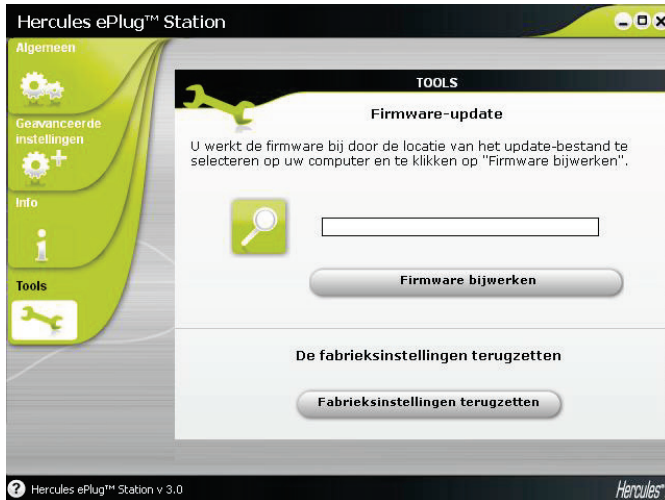 Hercules ePlug™ Station
Algemeen
Geavanceerde
instellingen
Info
Tools
TOOLS
Firmware-update
U werkt de firmware bij door de locatie van het update-bestand te
selecteren op uw computer en te klikken op "Firmware bijwerken".
Firmware bijwerken
De fabrieksinstellingen terugzetten
Fabrieksinstellingen terugzetten
? Hercules ePlug™ Station v 3.0
Hercules